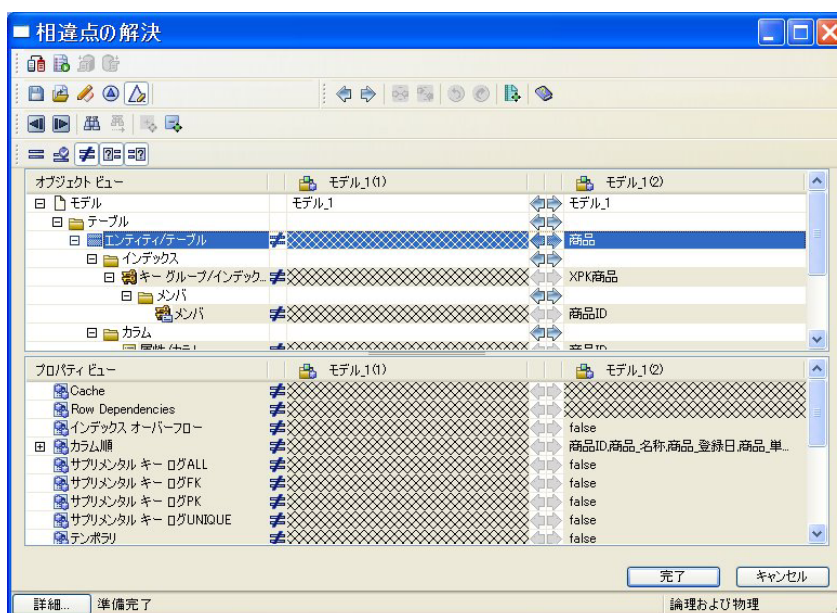 相違点の解決
オブジェクト ビュー モデル_1(1) モデル_1(2)
モデル モデル_1 モデル_1
テーブル
エンティティ/テーブル 商品
インデックス
キー グループ/インデック... XPK商品
メンバ
メンバ 商品ID
カラム
プロパティ ビュー モデル_1(1) モデル_1(2)
Cache
Row Dependencies
インデックス オーバーフロー false
カラム順 商品ID,商品_名称,商品_登録日,商品_単...
サプリメンタル キー ログALL false
サプリメンタル キー ログFK false
サプリメンタル キー ログPK false
サプリメンタル キー ログUNIQUE false
テンポラリ false
完了 キャンセル
詳細... 準備完了 論理および物理